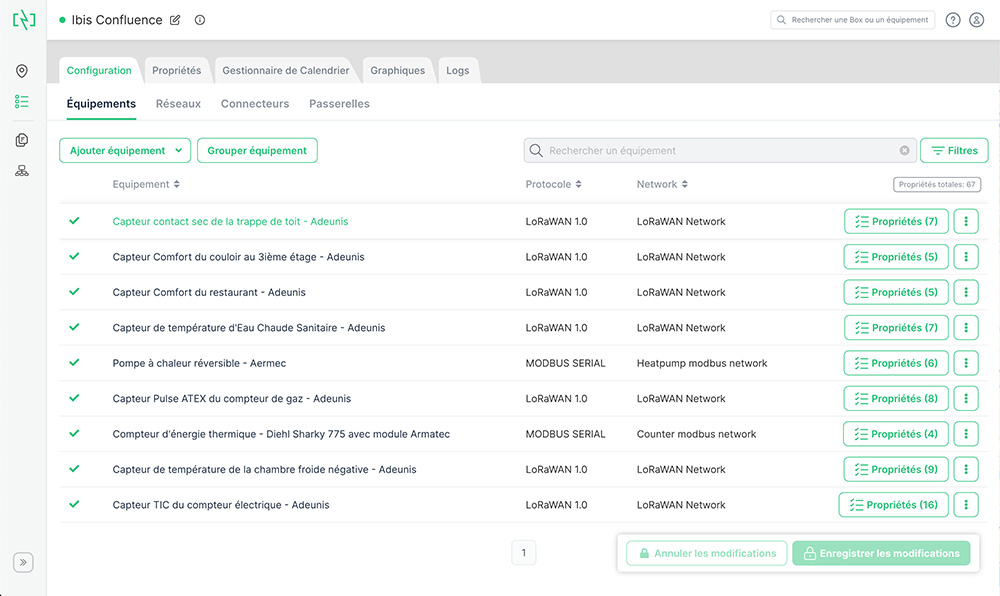 Ibis Confluence
Rechercher une Box ou un équipement
Configuration Propriétés Gestionnaire de Calendrier Graphiques Logs
Équipements Réseaux Connecteurs Passerelles
Ajouter équipement Grouper équipement Rechercher un équipement Filtres
Equipement Protocole Network Propriétés totales: 67
Capteur contact sec de la trappe de toit - Adeunis LoRaWAN 1.0 LoRaWAN Network Propriétés (7)
Capteur Comfort du couloir au 3ième étage - Adeunis LoRaWAN 1.0 LoRaWAN Network Propriétés (5)
Capteur Comfort du restaurant - Adeunis LoRaWAN 1.0 LoRaWAN Network Propriétés (5)
Capteur de température d'Eau Chaude Sanitaire - Adeunis LoRaWAN 1.0 LoRaWAN Network Propriétés (7)
Pompe à chaleur réversible - Aermec MODBUS SERIAL Heatpump modbus network Propriétés (6)
Capteur Pulse ATEX du compteur de gaz - Adeunis LoRaWAN 1.0 LoRaWAN Network Propriétés (8)
Compteur d'énergie thermique - Diehl Sharky 775 avec module Armatec MODBUS SERIAL Counter modbus network Propriétés (4)
Capteur de température de la chambre froide négative - Adeunis LoRaWAN 1.0 LoRaWAN Network Propriétés (9)
Capteur TIC du compteur électrique - Adeunis LoRaWAN 1.0 LoRaWAN Network Propriétés (16)
1 Annuler les modifications Enregistrer les modifications